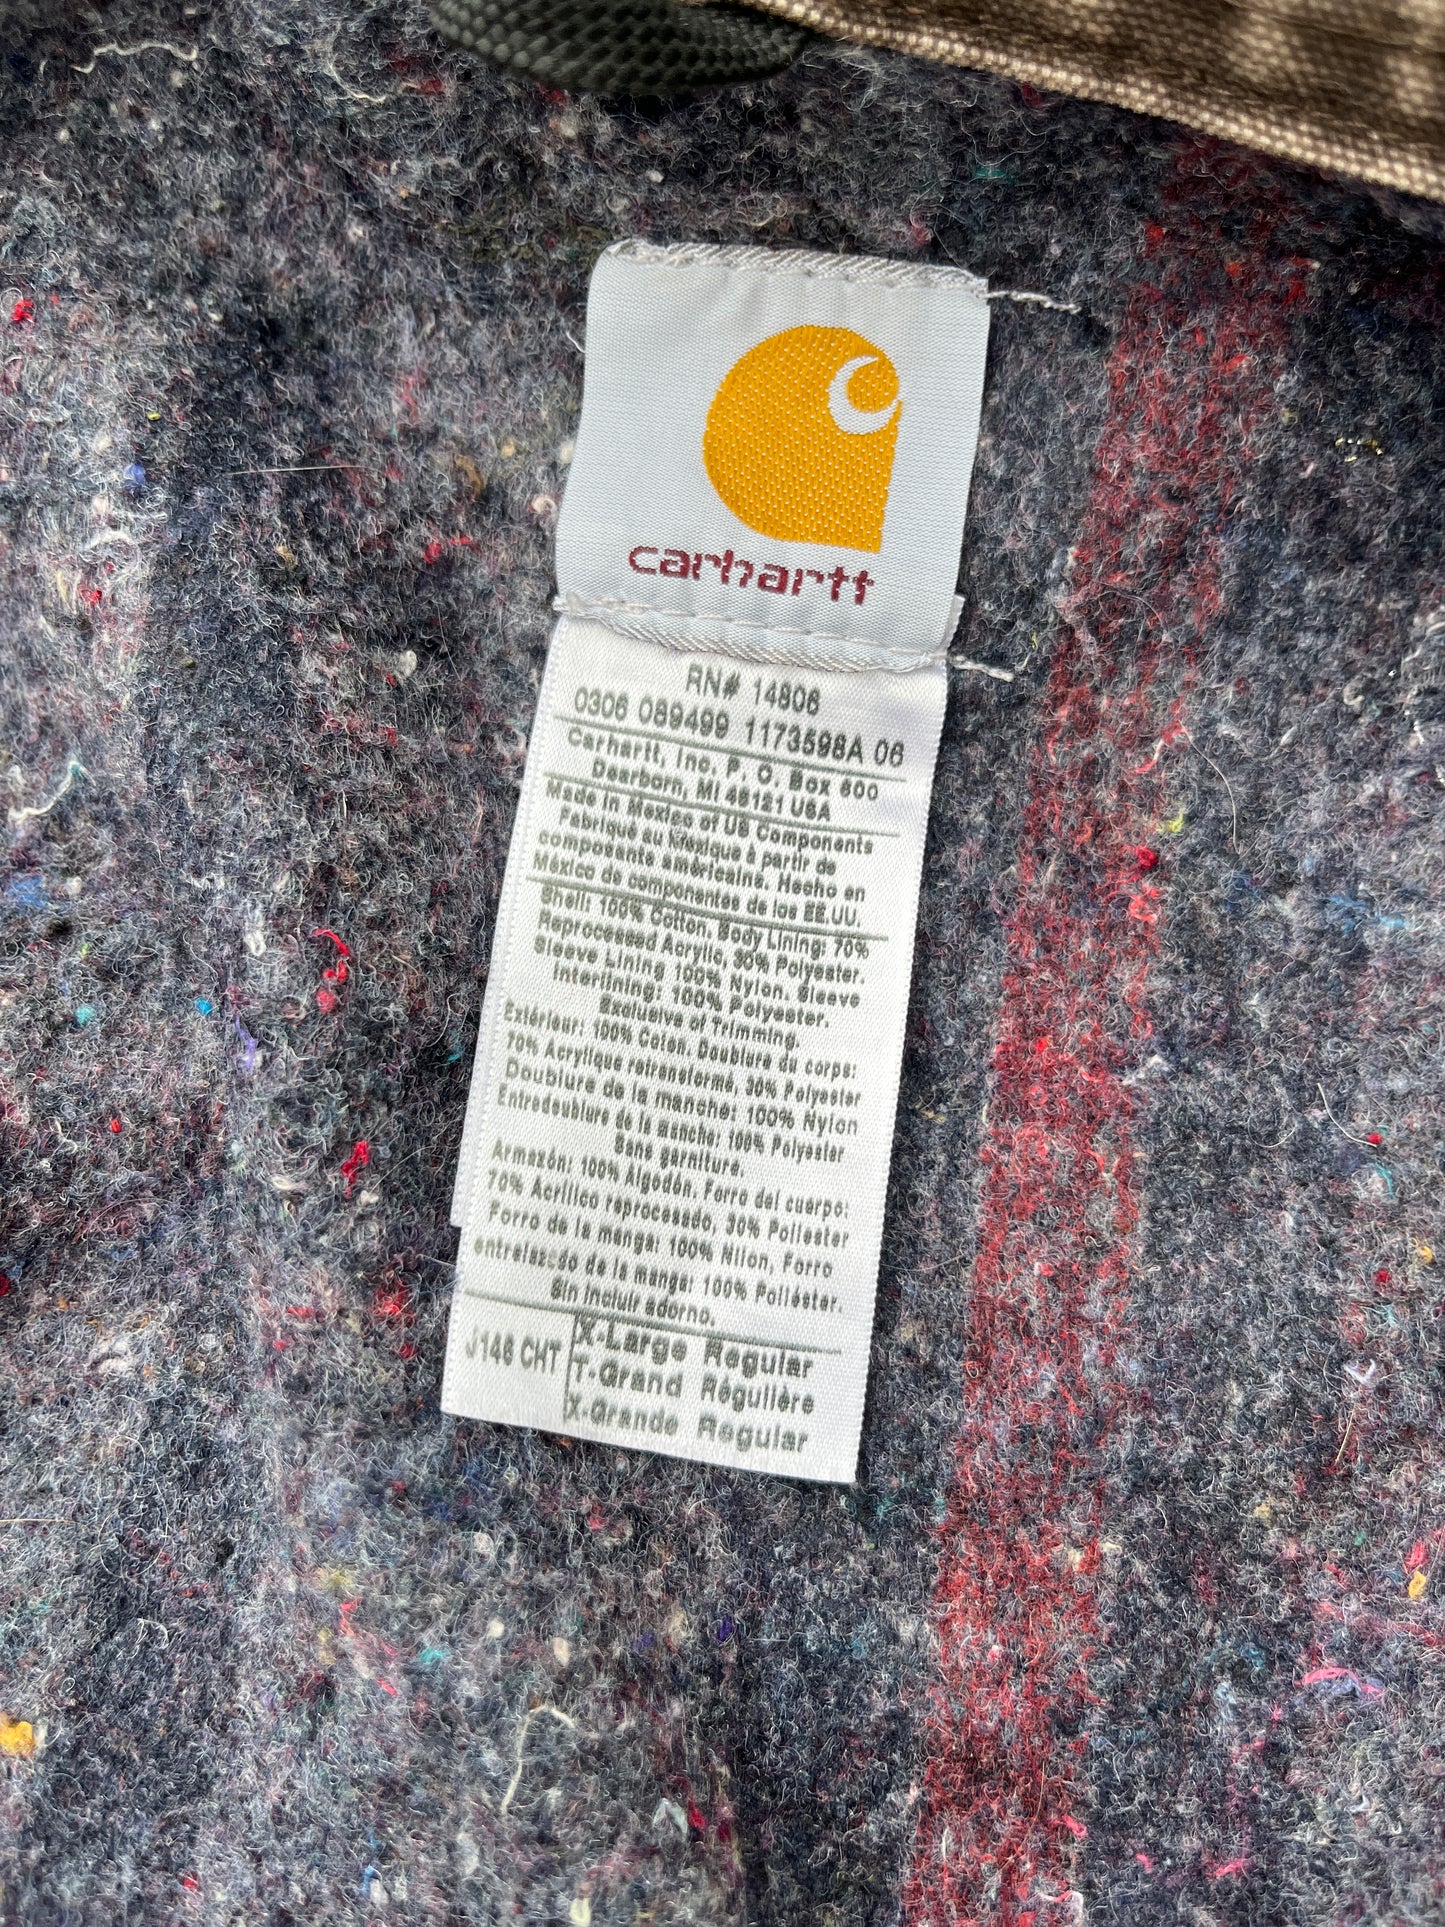 carhartt
RN# 14806
0306 089499 1173598A 06
Carhartt, Inc. P. O. Box 600
Dearborn, MI 48121 USA
Made in Mexico of US Components
Fabriqué au Mexique à partir de
composants américains. Hecho en
México de componentes de los EE.UU.
Shell: 100% Cotton. Body Lining: 70%
Reprocessed Acrylic, 30% Polyester.
Sleeve Lining 100% Nylon. Sleeve
Interlining: 100% Polyester.
Exclusive of Trimming.
Extérieur: 100% Coton. Doublure du corps:
70% Acrylique retransformé, 30% Polyester
Doublure de la manche: 100% Nylon
Entredoublure de la manche: 100% Polyester
Sans garniture.
Armazón: 100% Algodón. Forro del cuerpo:
70% Acrílico reprocesado, 30% Poliester
Forro de la manga: 100% Nilon, Forro
entrelazado de la manga: 100% Poliéster.
Sin incluir adorno.
J146 CHT
X-Large Regular
T-Grand Régulière
X-Grande Regular